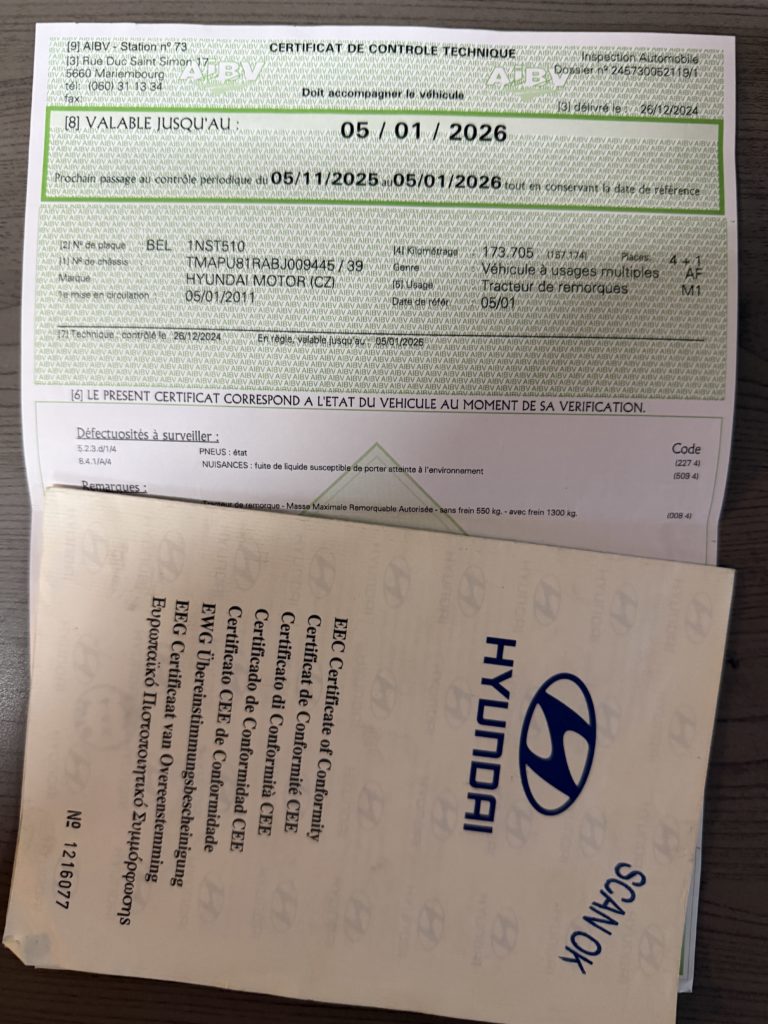 [9] AIBV - Station n° 73
[3] Rue Duc Saint Simon 17
5660 Mariembourg
tél: (060) 31 13 34
fax:
CERTIFICAT DE CONTROLE TECHNIQUE
Doit accompagner le véhicule
Inspection Automobile
Dossier n° 245730052119/1
[3] délivré le : 26/12/2024
AIBV AIBV
[8] VALABLE JUSQU'AU : 05 / 01 / 2026
Prochain passage au contrôle périodique du 05/11/2025 au 05/01/2026 tout en conservant la date de référence
[2] N° de plaque BEL 1NST510
[1] N° de châssis : TMAPU81RABJ009445 / 39
Marque HYUNDAI MOTOR (CZ)
1e mise en circulation : 05/01/2011
[4] Kilométrage : 173.705 (157.174) Places: 4 + 1
Genre : Véhicule à usages multiples AF
[5] Usage Tracteur de remorques M1
Date de référ. 05/01
[7] Technique : contrôlé le 26/12/2024 En règle, valable jusqu'au : 05/01/2026
[6] LE PRESENT CERTIFICAT CORRESPOND A L'ETAT DU VEHICULE AU MOMENT DE SA VERIFICATION.
Défectuosités à surveiller : Code
5.2.3.d/1/4 PNEUS : état (227 4)
8.4.1/A/4 NUISANCES : fuite de liquide susceptible de porter atteinte à l'environnement (509 4)
Remarques :
Tracteur de remorque - Masse Maximale Remorquable Autorisée - sans frein 550 kg. - avec frein 1300 kg. (008 4)
HYUNDAI
EEC Certificate of Conformity
Certificat de Conformité CEE
Certificato di Conformità CEE
Certificado de Conformidad CEE
Certificato CEE de Conformidade
EWG Übereinstimmungsbescheinigung
EEG Certificaat van Overeenstemming
Ευρωπαϊκό Πιστοποιητικό Συμμόρφωσης
Nº 1216077
SCAN OK